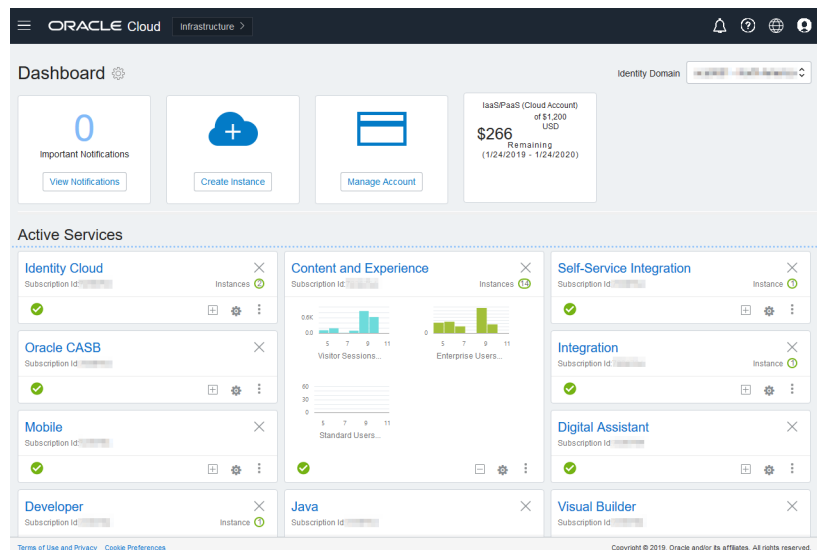 ORACLE Cloud Infrastructure >
Dashboard
Identity Domain
0
Important Notifications
View Notifications
Create Instance
Manage Account
IaaS/PaaS (Cloud Account)
of $1,200
USD
$266
Remaining
(1/24/2019 - 1/24/2020)
Active Services
Identity Cloud
Subscription Id:
Instances 2
Content and Experience
Subscription Id:
Instances 14
0.6K
0.0
5 7 9 11
Visitor Sessions...
0
5 7 9 11
Enterprise Users...
60
30
0
5 7 9 11
Standard Users...
Self-Service Integration
Subscription Id:
Instance 1
Oracle CASB
Subscription Id:
Integration
Subscription Id:
Instance 1
Mobile
Subscription Id:
Digital Assistant
Subscription Id:
Developer
Subscription Id:
Instance 1
Java
Subscription Id:
Visual Builder
Subscription Id:
Terms of Use and Privacy Cookie Preferences
Copyright © 2019, Oracle and/or its affiliates. All rights reserved.